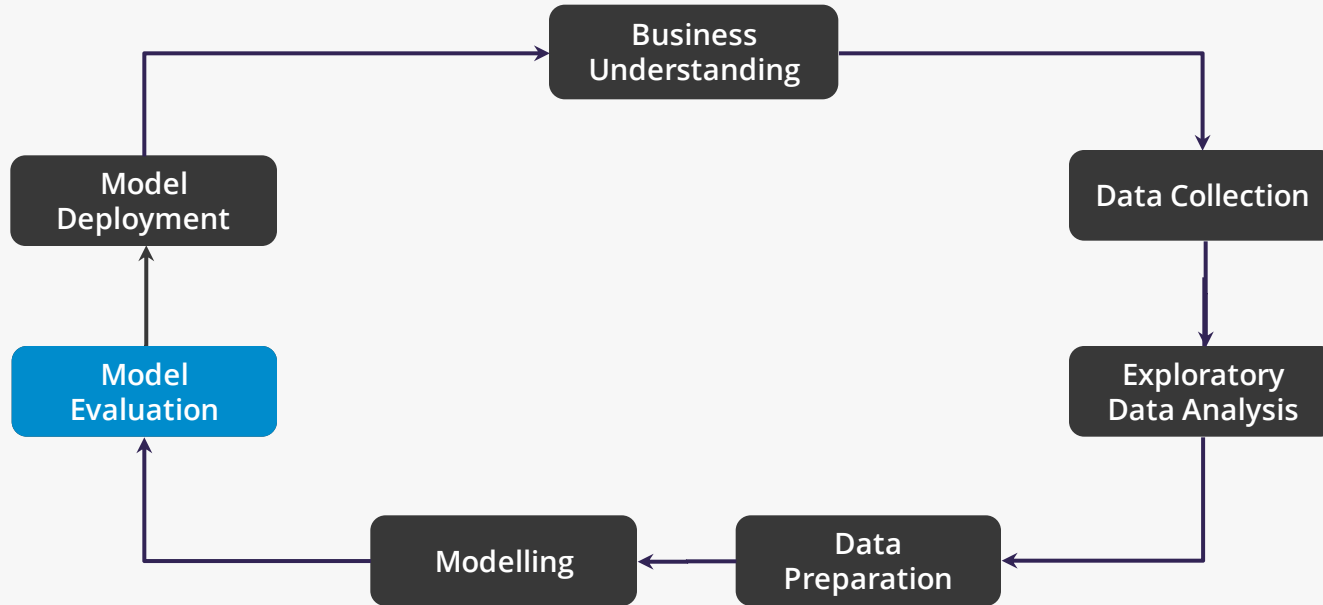 Business
Understanding
Model
Deployment
Data Collection
Model
Evaluation
Exploratory
Data Analysis
Modelling
Data
Preparation